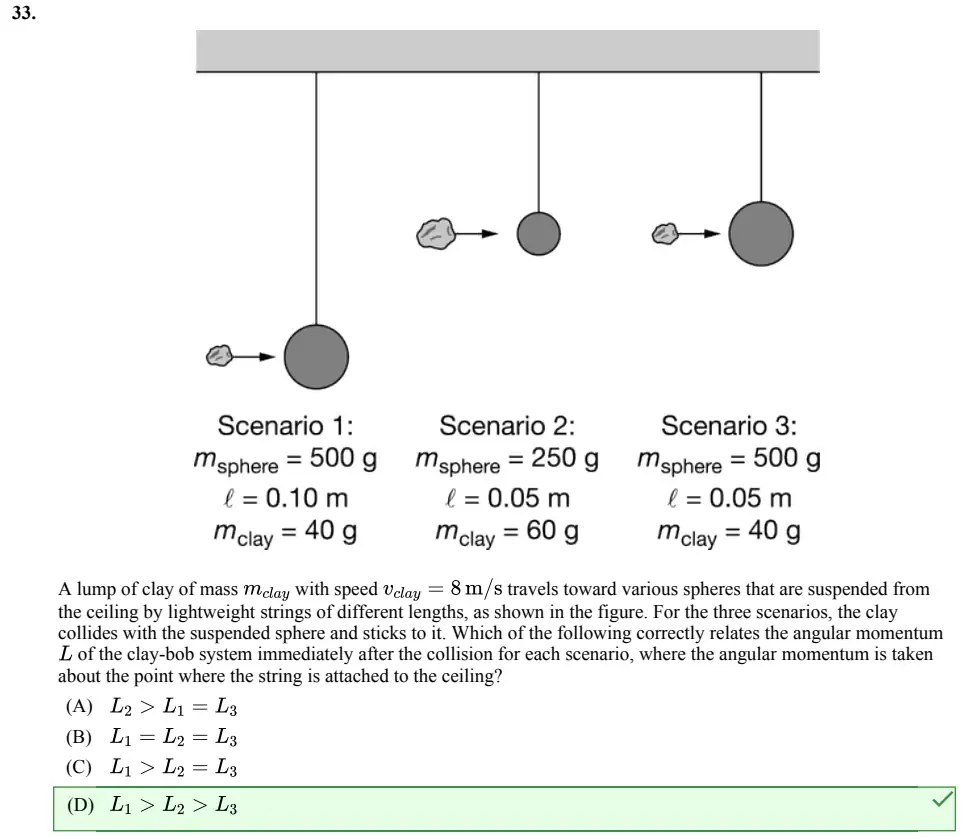 33.
Scenario 1: Scenario 2: Scenario 3:
m_sphere = 500 g m_sphere = 250 g m_sphere = 500 g
ℓ = 0.10 m ℓ = 0.05 m ℓ = 0.05 m
m_clay = 40 g m_clay = 60 g m_clay = 40 g
A lump of clay of mass m_clay with speed v_clay = 8 m/s travels toward various spheres that are suspended from
the ceiling by lightweight strings of different lengths, as shown in the figure. For the three scenarios, the clay
collides with the suspended sphere and sticks to it. Which of the following correctly relates the angular momentum
L of the clay-bob system immediately after the collision for each scenario, where the angular momentum is taken
about the point where the string is attached to the ceiling?
(A) L₂ > L₁ = L₃
(B) L₁ = L₂ = L₃
(C) L₁ > L₂ = L₃
(D) L₁ > L₂ > L₃